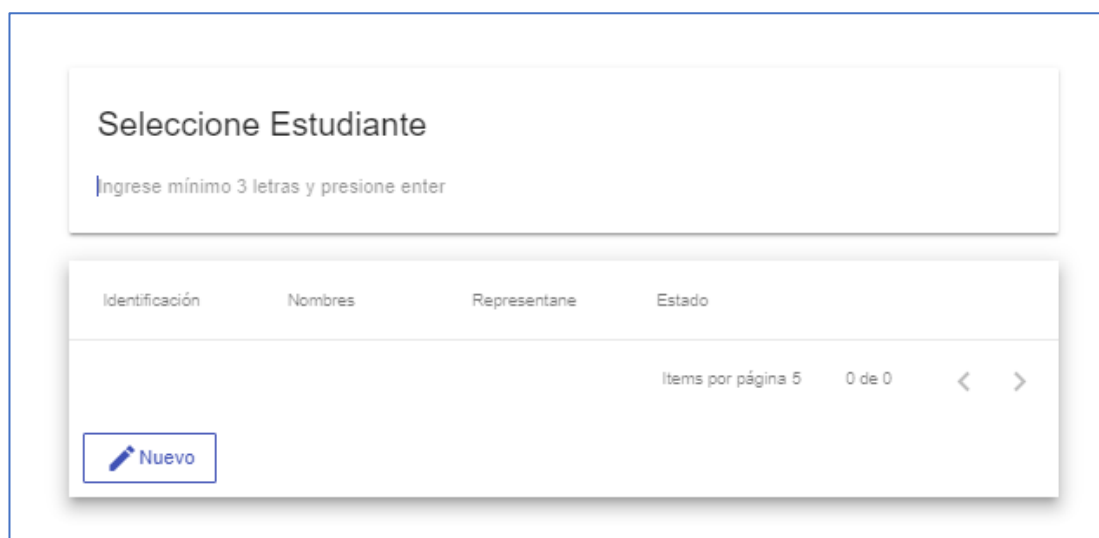 Seleccione Estudiante
Ingrese mínimo 3 letras y presione enter
Identificación Nombres Representane Estado
Items por página 5 0 de 0
Nuevo